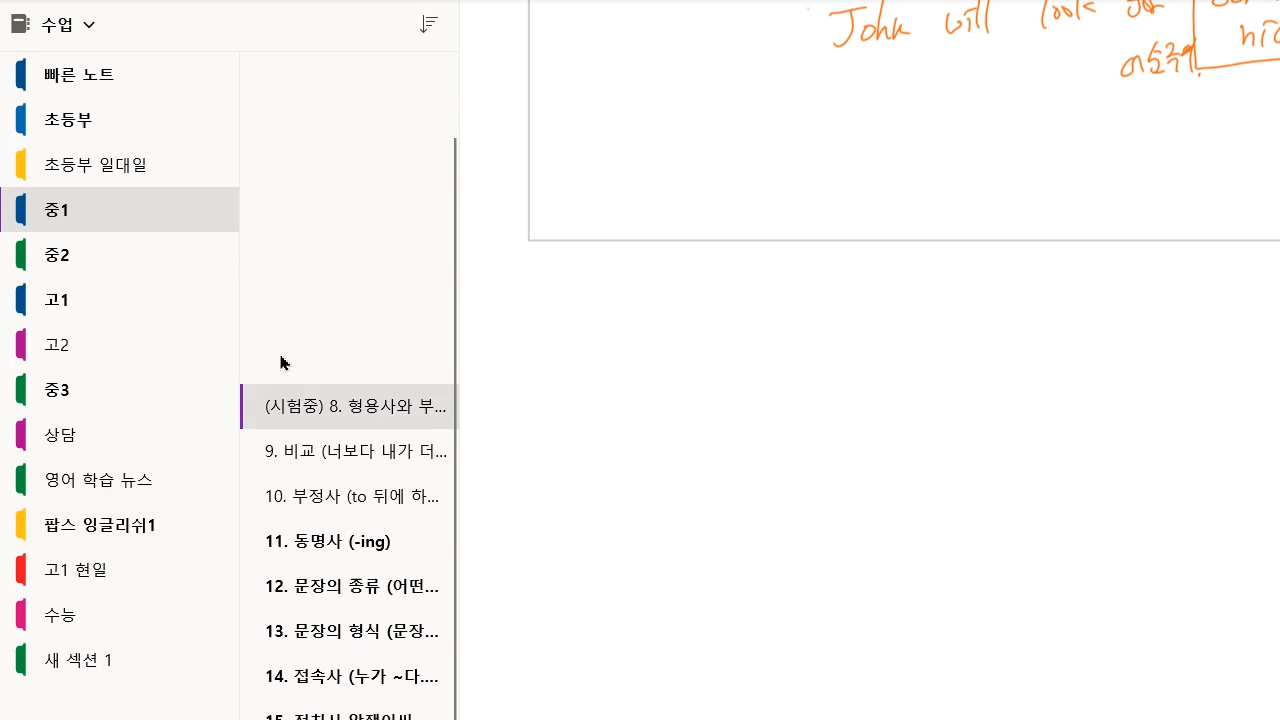 수업
빠른 노트
초등부
초등부 일대일
중1
중2
고1
고2
중3
상담
영어 학습 뉴스
팝스 잉글리쉬1
고1 현일
수능
새 섹션 1
(시험중) 8. 형용사와 부...
9. 비교 (너보다 내가 더...
10. 부정사 (to 뒤에 하...
11. 동명사 (-ing)
12. 문장의 종류 (어떤...
13. 문장의 형식 (문장...
14. 접속사 (누가 ~다....
John will look for